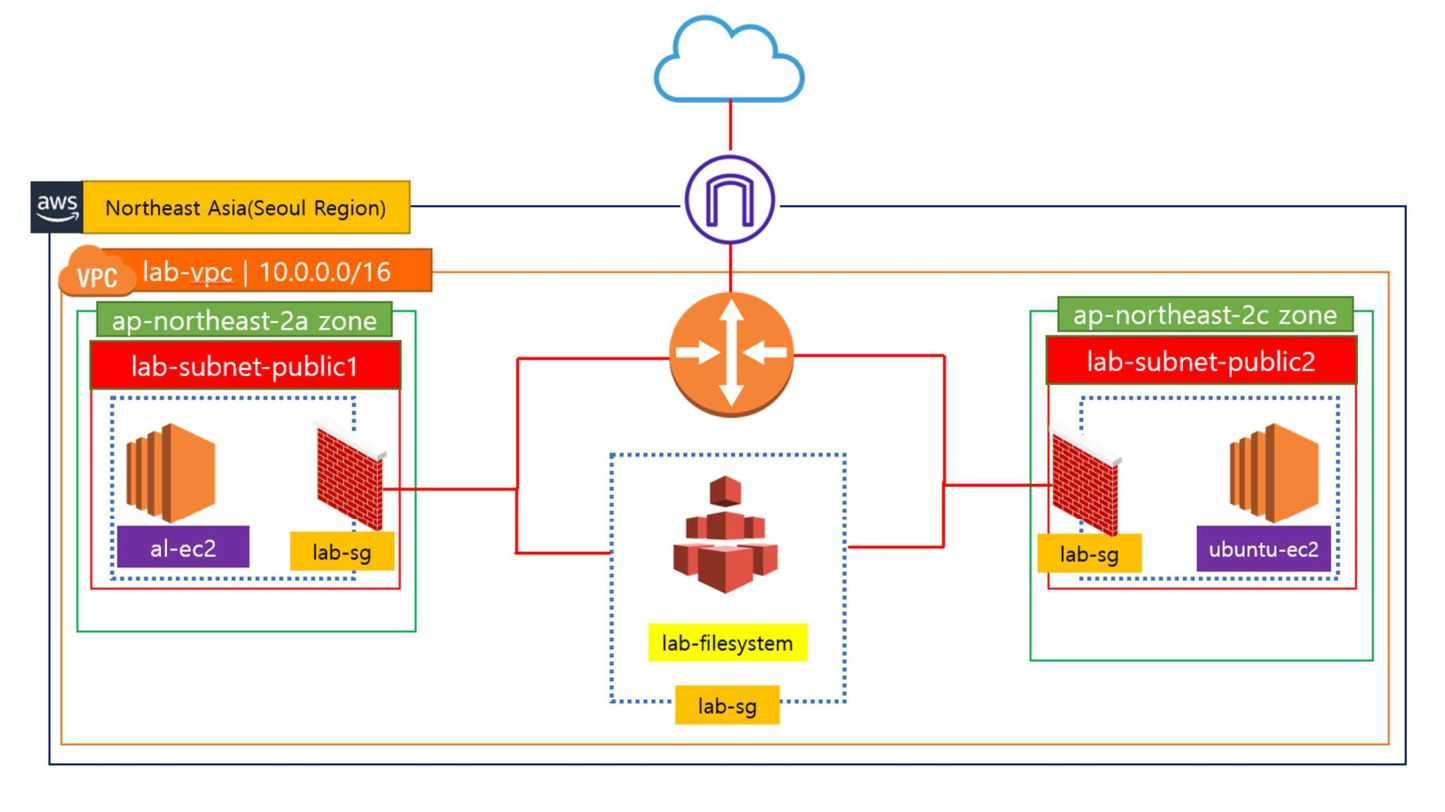 aws
Northeast Asia(Seoul Region)
VPC
lab-vpc | 10.0.0.0/16
ap-northeast-2a zone
lab-subnet-public1
al-ec2
lab-sg
lab-filesystem
lab-sg
ap-northeast-2c zone
lab-subnet-public2
lab-sg
ubuntu-ec2